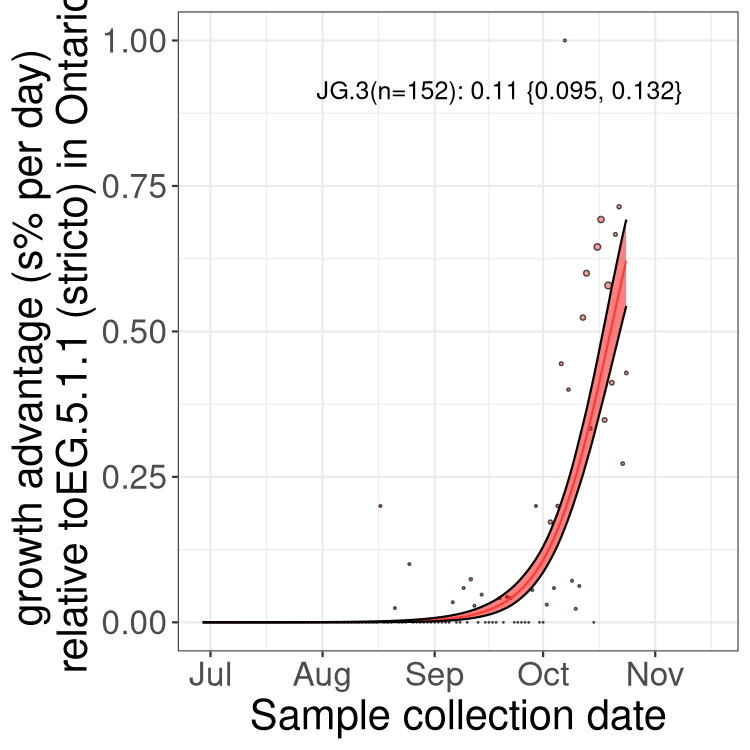 growth advantage (s% per day)
relative toEG.5.1.1 (stricto) in Ontario
1.00
JG.3(n=152): 0.11 {0.095, 0.132}
0.75
0.50
0.25
0.00
Jul Aug Sep Oct Nov
Sample collection date